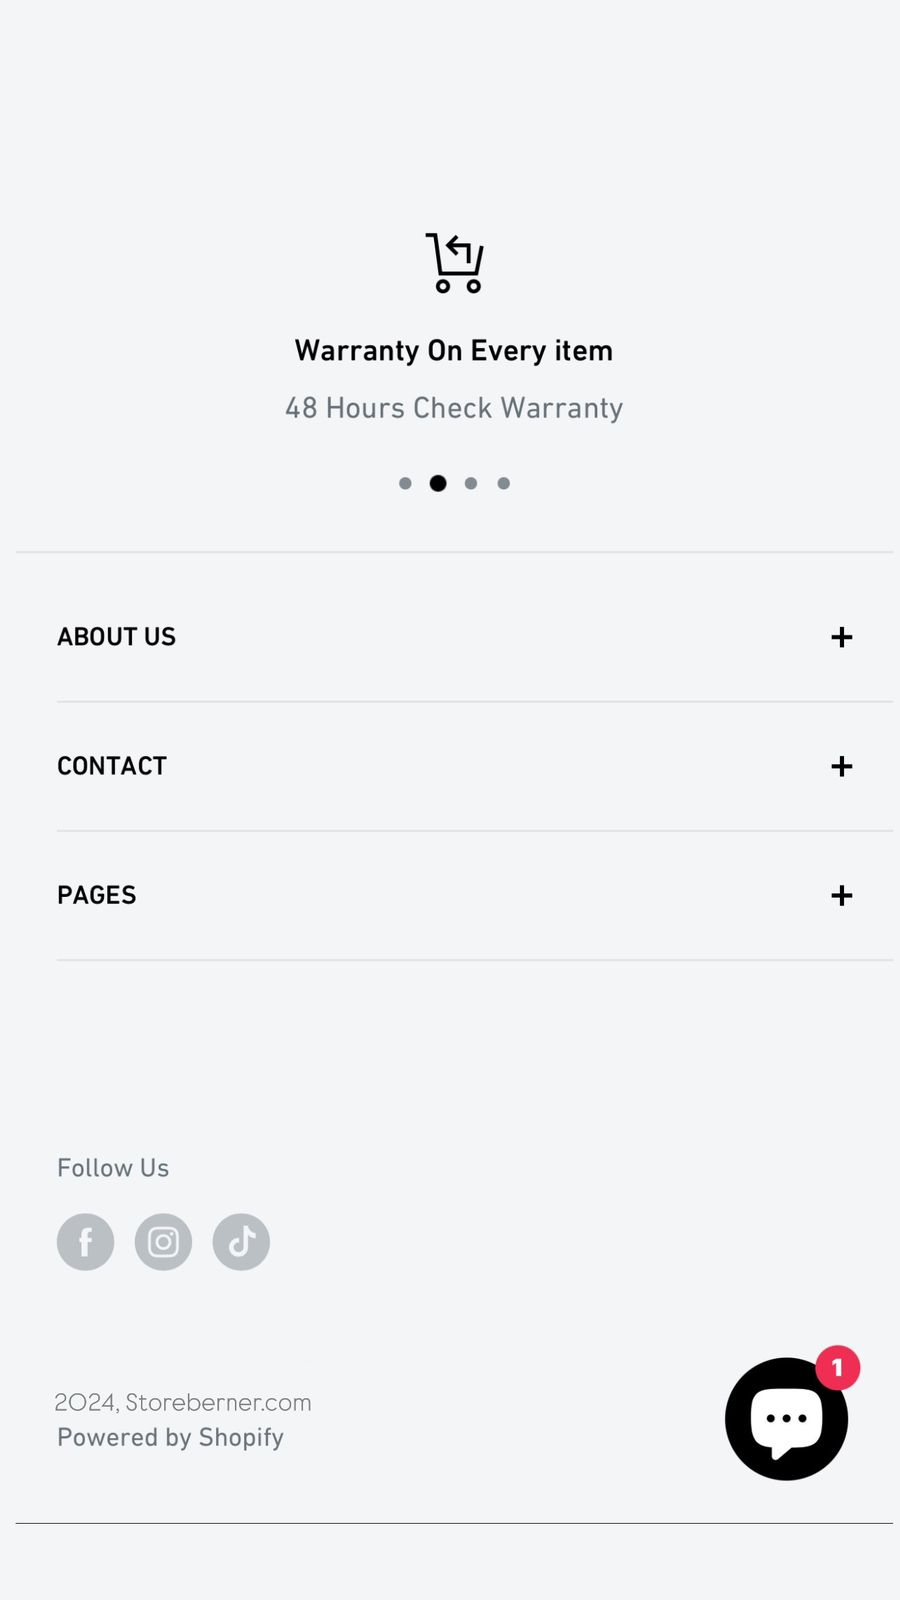 Warranty On Every item
48 Hours Check Warranty
ABOUT US
CONTACT
PAGES
Follow Us
2024, Storeberner.com
Powered by Shopify
1